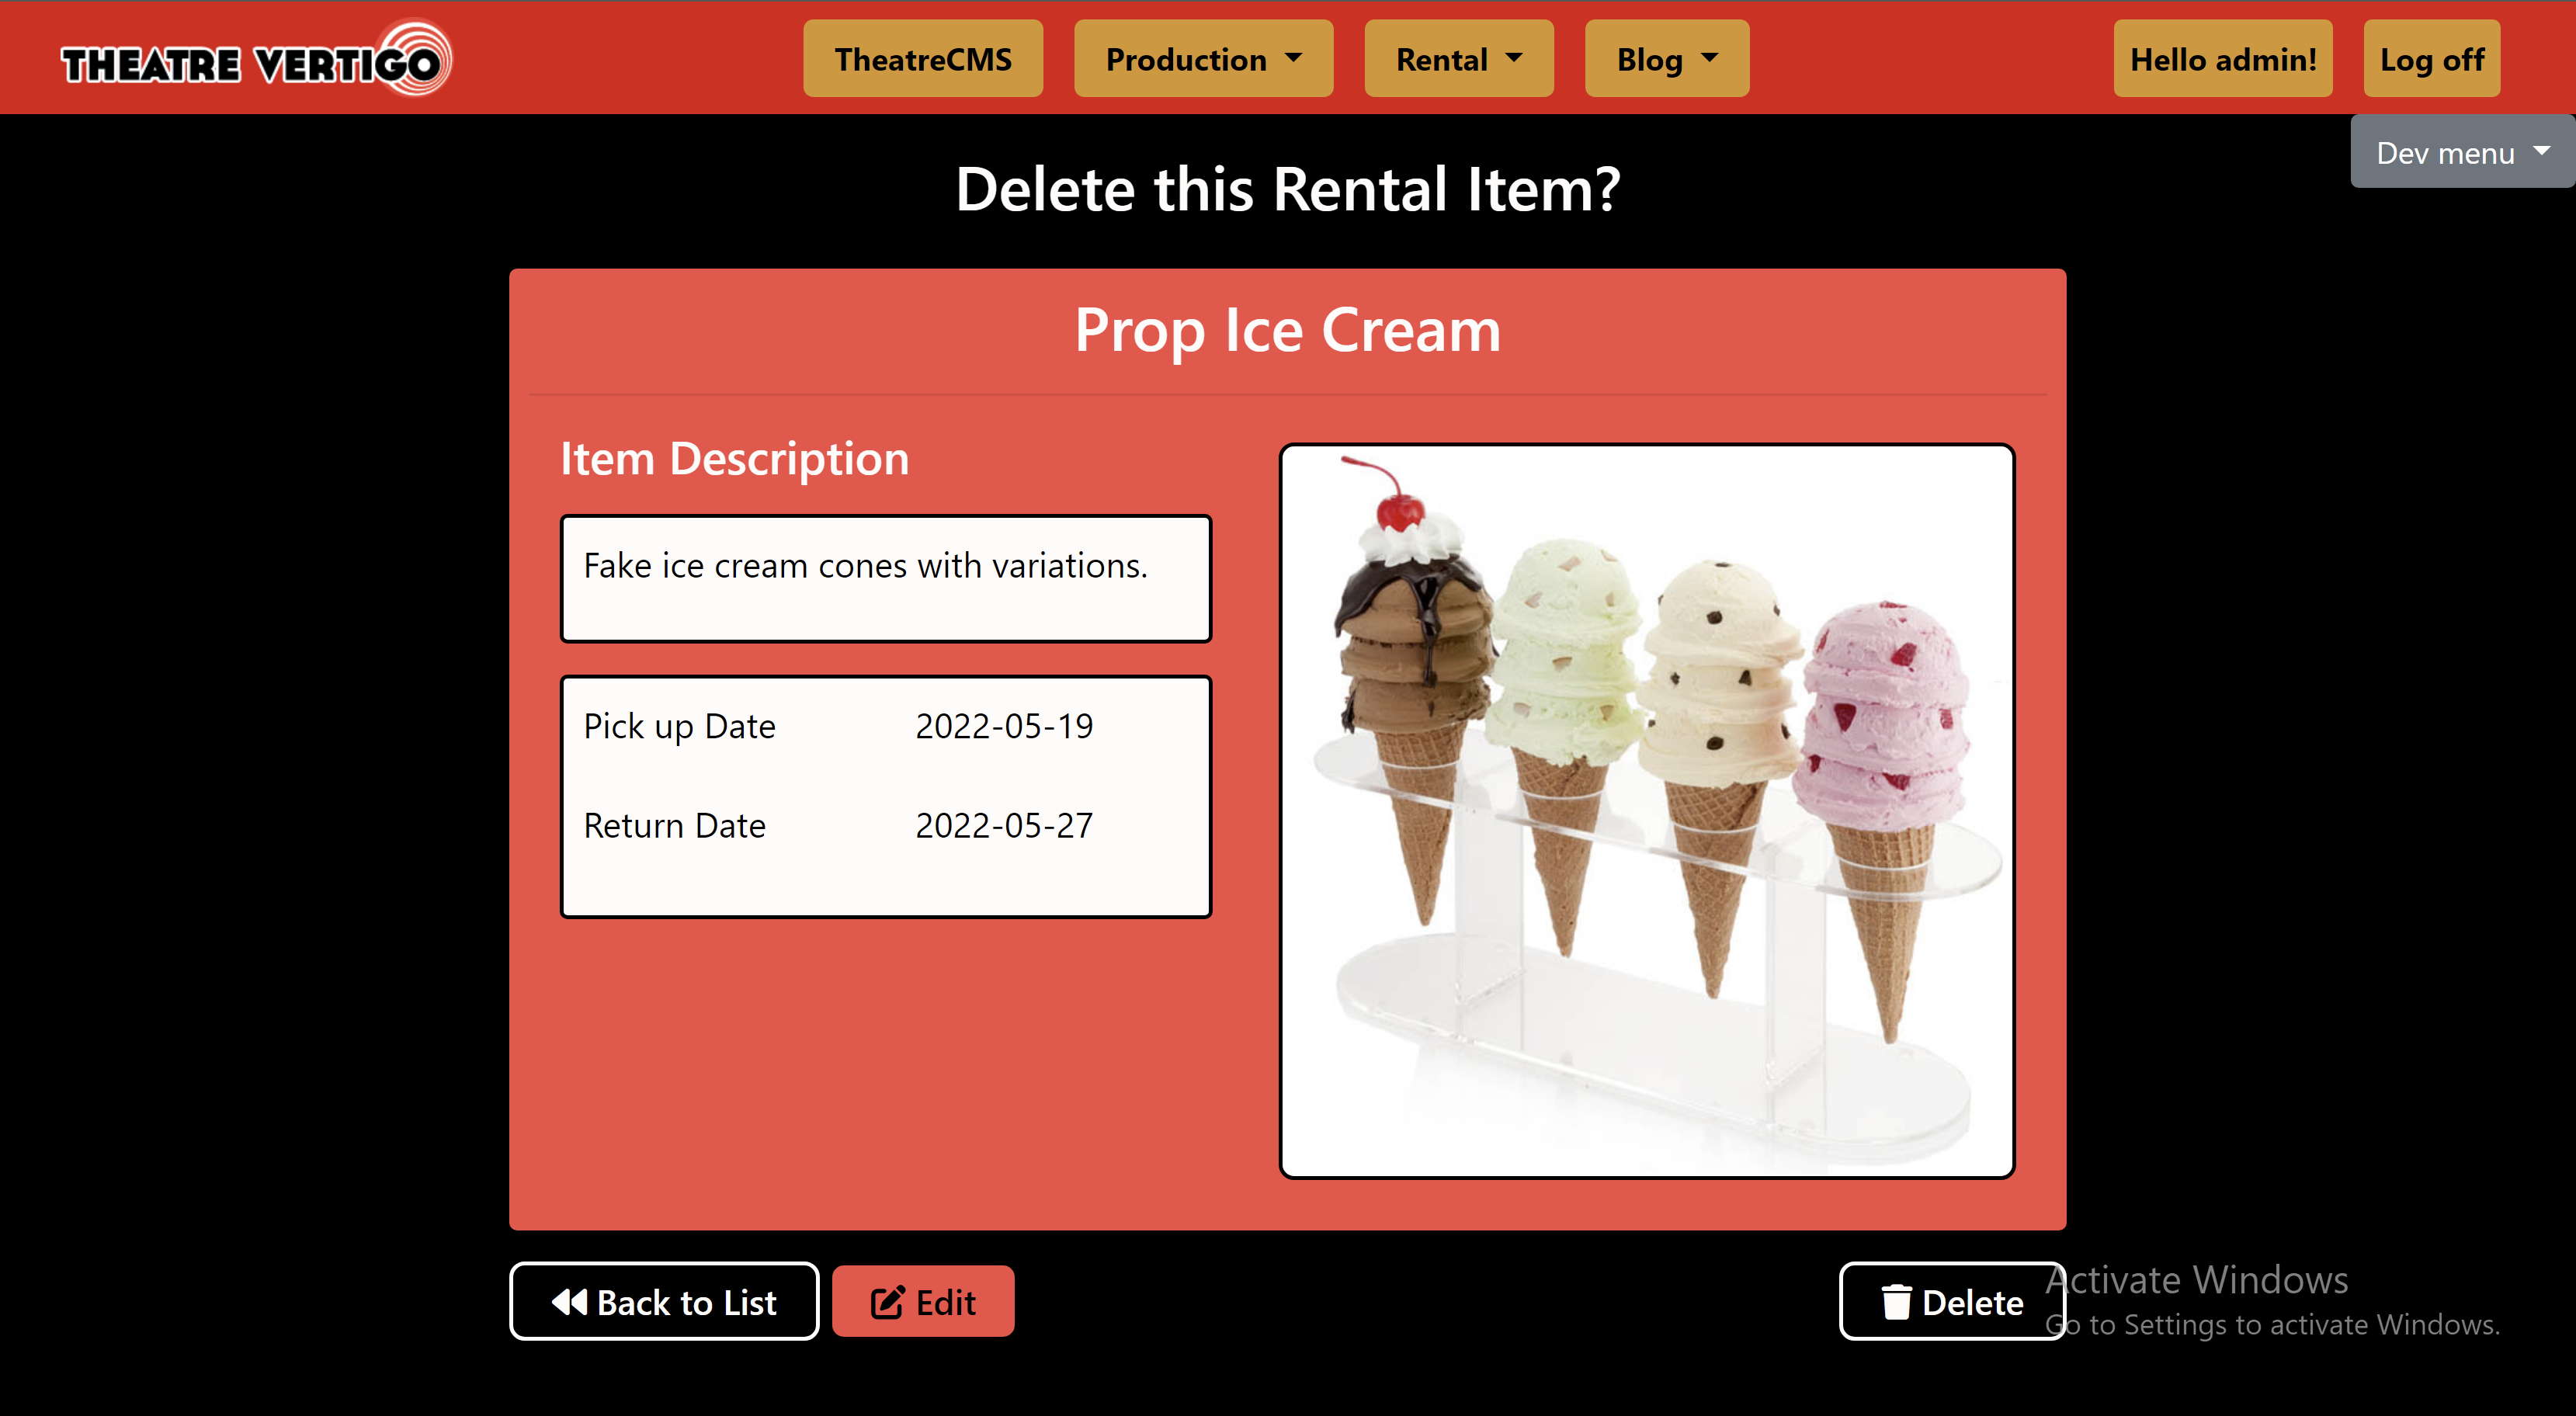 THEATRE VERTIGO
TheatreCMS
Production
Rental
Blog
Hello admin!
Log off
Dev menu
Delete this Rental Item?
Prop Ice Cream
Item Description
Fake ice cream cones with variations.
Pick up Date 2022-05-19
Return Date 2022-05-27
Back to List
Edit
Delete
Activate Windows
Go to Settings to activate Windows.